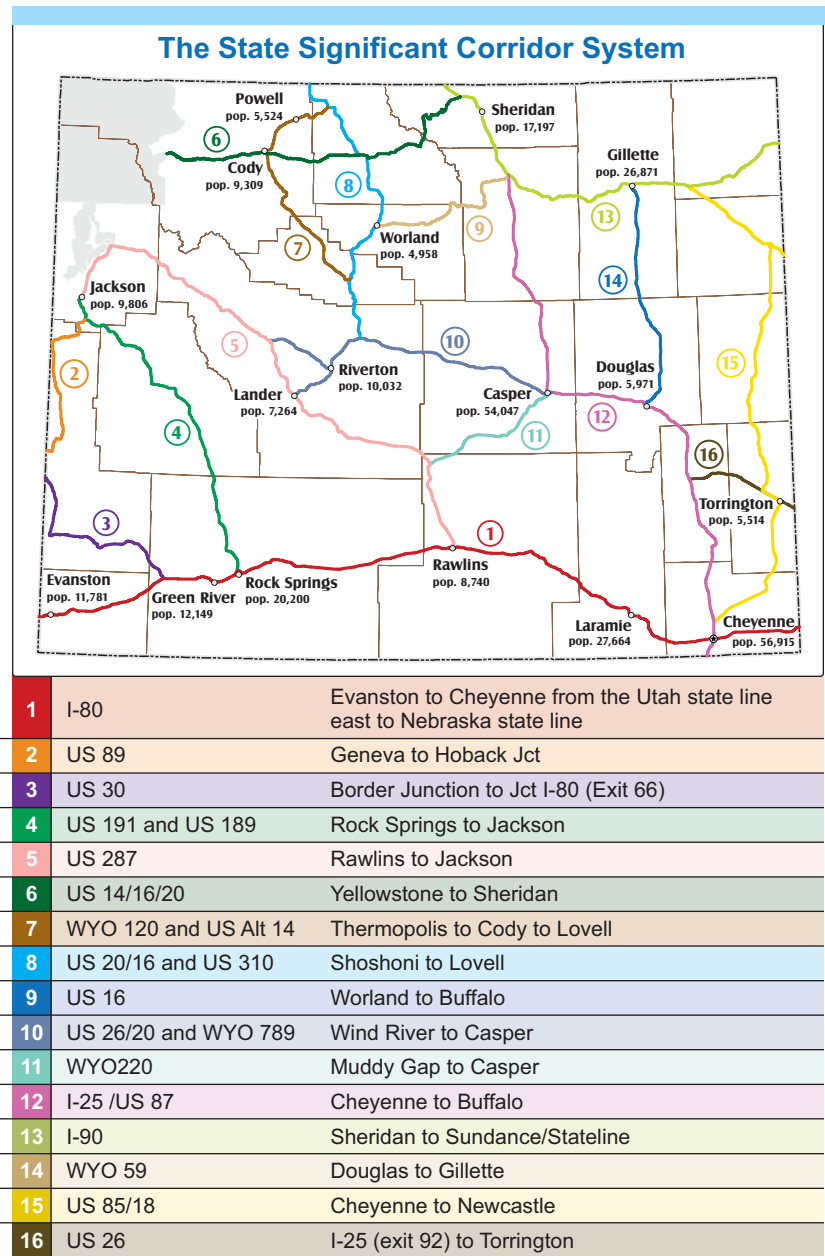 The State Significant Corridor System
Powell
pop. 5,524
Sheridan
pop. 17,197
6
Cody
pop. 9,309
Gillette
pop. 26,871
8
9
13
Worland
pop. 4,958
7
Jackson
pop. 9,806
14
5
10
2
Riverton
pop. 10,032
Douglas
pop. 5,971
15
Lander
pop. 7,264
Casper
pop. 54,047
12
4
11
16
Torrington
pop. 5,514
3
1
Rawlins
pop. 8,740
Evanston
pop. 11,781
Green River
pop. 12,149
Rock Springs
pop. 20,200
Laramie
pop. 27,664
Cheyenne
pop. 56,915
1 I-80 Evanston to Cheyenne from the Utah state line
east to Nebraska state line
2 US 89 Geneva to Hoback Jct
3 US 30 Border Junction to Jct I-80 (Exit 66)
4 US 191 and US 189 Rock Springs to Jackson
5 US 287 Rawlins to Jackson
6 US 14/16/20 Yellowstone to Sheridan
7 WYO 120 and US Alt 14 Thermopolis to Cody to Lovell
8 US 20/16 and US 310 Shoshoni to Lovell
9 US 16 Worland to Buffalo
10 US 26/20 and WYO 789 Wind River to Casper
11 WYO220 Muddy Gap to Casper
12 I-25 /US 87 Cheyenne to Buffalo
13 I-90 Sheridan to Sundance/Stateline
14 WYO 59 Douglas to Gillette
15 US 85/18 Cheyenne to Newcastle
16 US 26 I-25 (exit 92) to Torrington